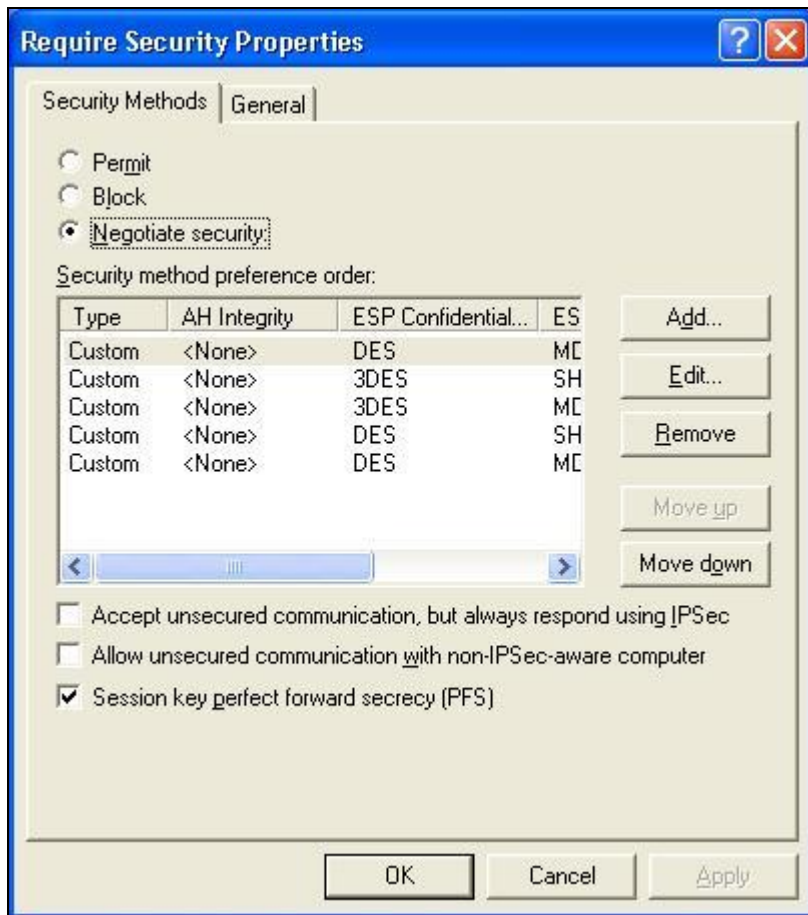 Require Security Properties
Security Methods General
Permit
Block
Negotiate security:
Security method preference order:
Type AH Integrity ESP Confidential... ES
Custom <None> DES MD
Custom <None> 3DES SH
Custom <None> 3DES MD
Custom <None> DES SH
Custom <None> DES MD
Add...
Edit...
Remove
Move up
Move down
Accept unsecured communication, but always respond using IPSec
Allow unsecured communication with non-IPSec-aware computer
Session key perfect forward secrecy (PFS)
OK Cancel Apply